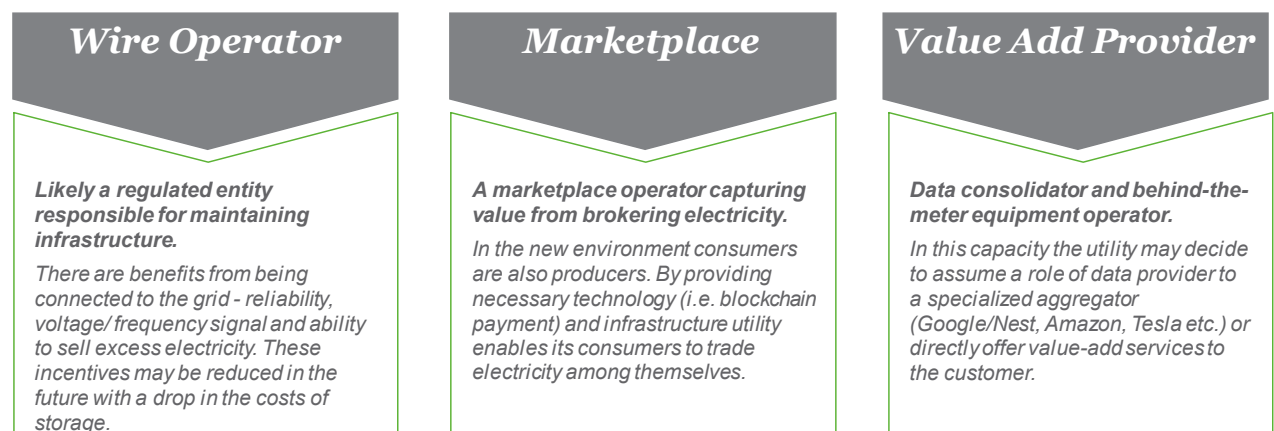 Wire Operator
Likely a regulated entity
responsible for maintaining
infrastructure.
There are benefits from being
connected to the grid - reliability,
voltage/ frequency signal and ability
to sell excess electricity. These
incentives may be reduced in the
future with a drop in the costs of
storage.
Marketplace
A marketplace operator capturing
value from brokering electricity.
In the new environment consumers
are also producers. By providing
necessary technology (i.e. blockchain
payment) and infrastructure utility
enables its consumers to trade
electricity among themselves.
Value Add Provider
Data consolidator and behind-the-
meter equipment operator.
In this capacity the utility may decide
to assume a role of data provider to
a specialized aggregator
(Google/Nest, Amazon, Tesla etc.) or
directly offer value-add services to
the customer.